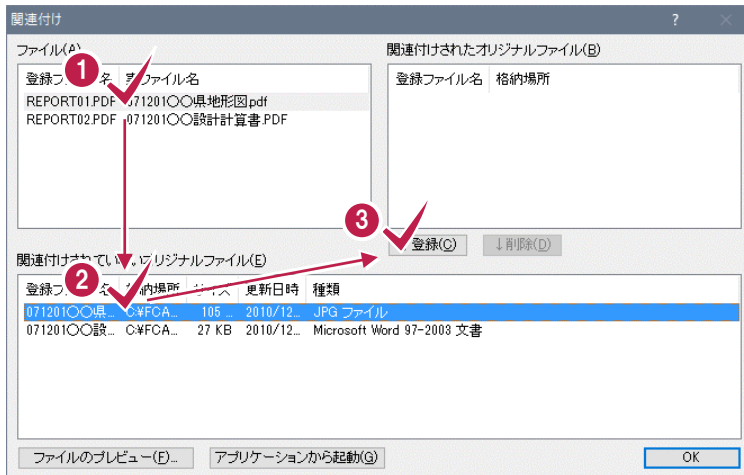 関連付け
?
ファイル(A)
関連付けされたオリジナルファイル(B)
1
登録フ 名 ファイル名
登録ファイル名 格納場所
REPORT01.PDF 071201〇〇県地形図.pdf
REPORT02.PDF 071201〇〇設計計算書.PDF
3
登録(C) ↓削除(D)
関連付けされてい いオリジナルファイル(E)
2
登録フ 名 格納場所 サイズ 更新日時 種類
071201〇〇県... C:¥FCA... 105 ... 2010/12... JPG ファイル
071201〇〇設... C:¥FCA... 27 KB 2010/12... Microsoft Word 97-2003 文書
ファイルのプレビュー(F)... アプリケーションから起動(G) OK